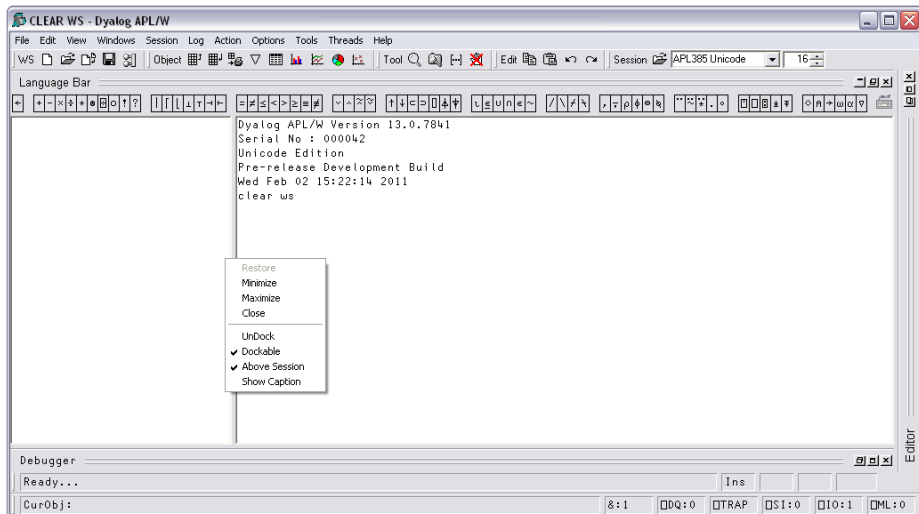 CLEAR WS - Dyalog APL/W
File Edit View Windows Session Log Action Options Tools Threads Help
WS Object Tool Edit Session APL385 Unicode 16
Language Bar
Dyalog APL/W Version 13.0.7841
Serial No : 000042
Unicode Edition
Pre-release Development Build
Wed Feb 02 15:22:14 2011
clear ws
Restore
Minimize
Maximize
Close
UnDock
Dockable
Above Session
Show Caption
Editor
Debugger
Ready...
Ins
CurObj:
&:1 ⎕DQ:0 ⎕TRAP ⎕SI:0 ⎕IO:1 ⎕ML:0